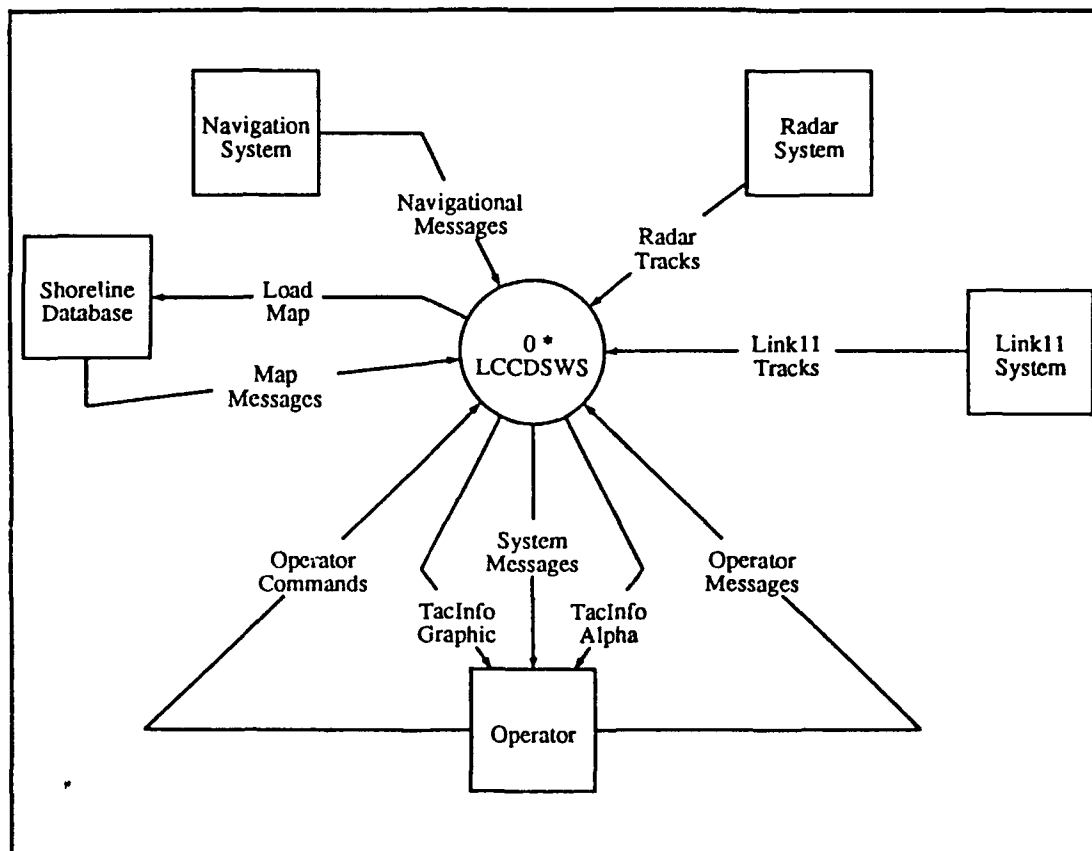 Navigation
System
Radar
System
Navigational
Messages
Radar
Tracks
Shoreline
Database
Load
Map
0 *
LCCDSWS
Link11
Tracks
Link11
System
Map
Messages
Operator
Commands
System
Messages
Operator
Messages
TacInfo
Graphic
TacInfo
Alpha
Operator